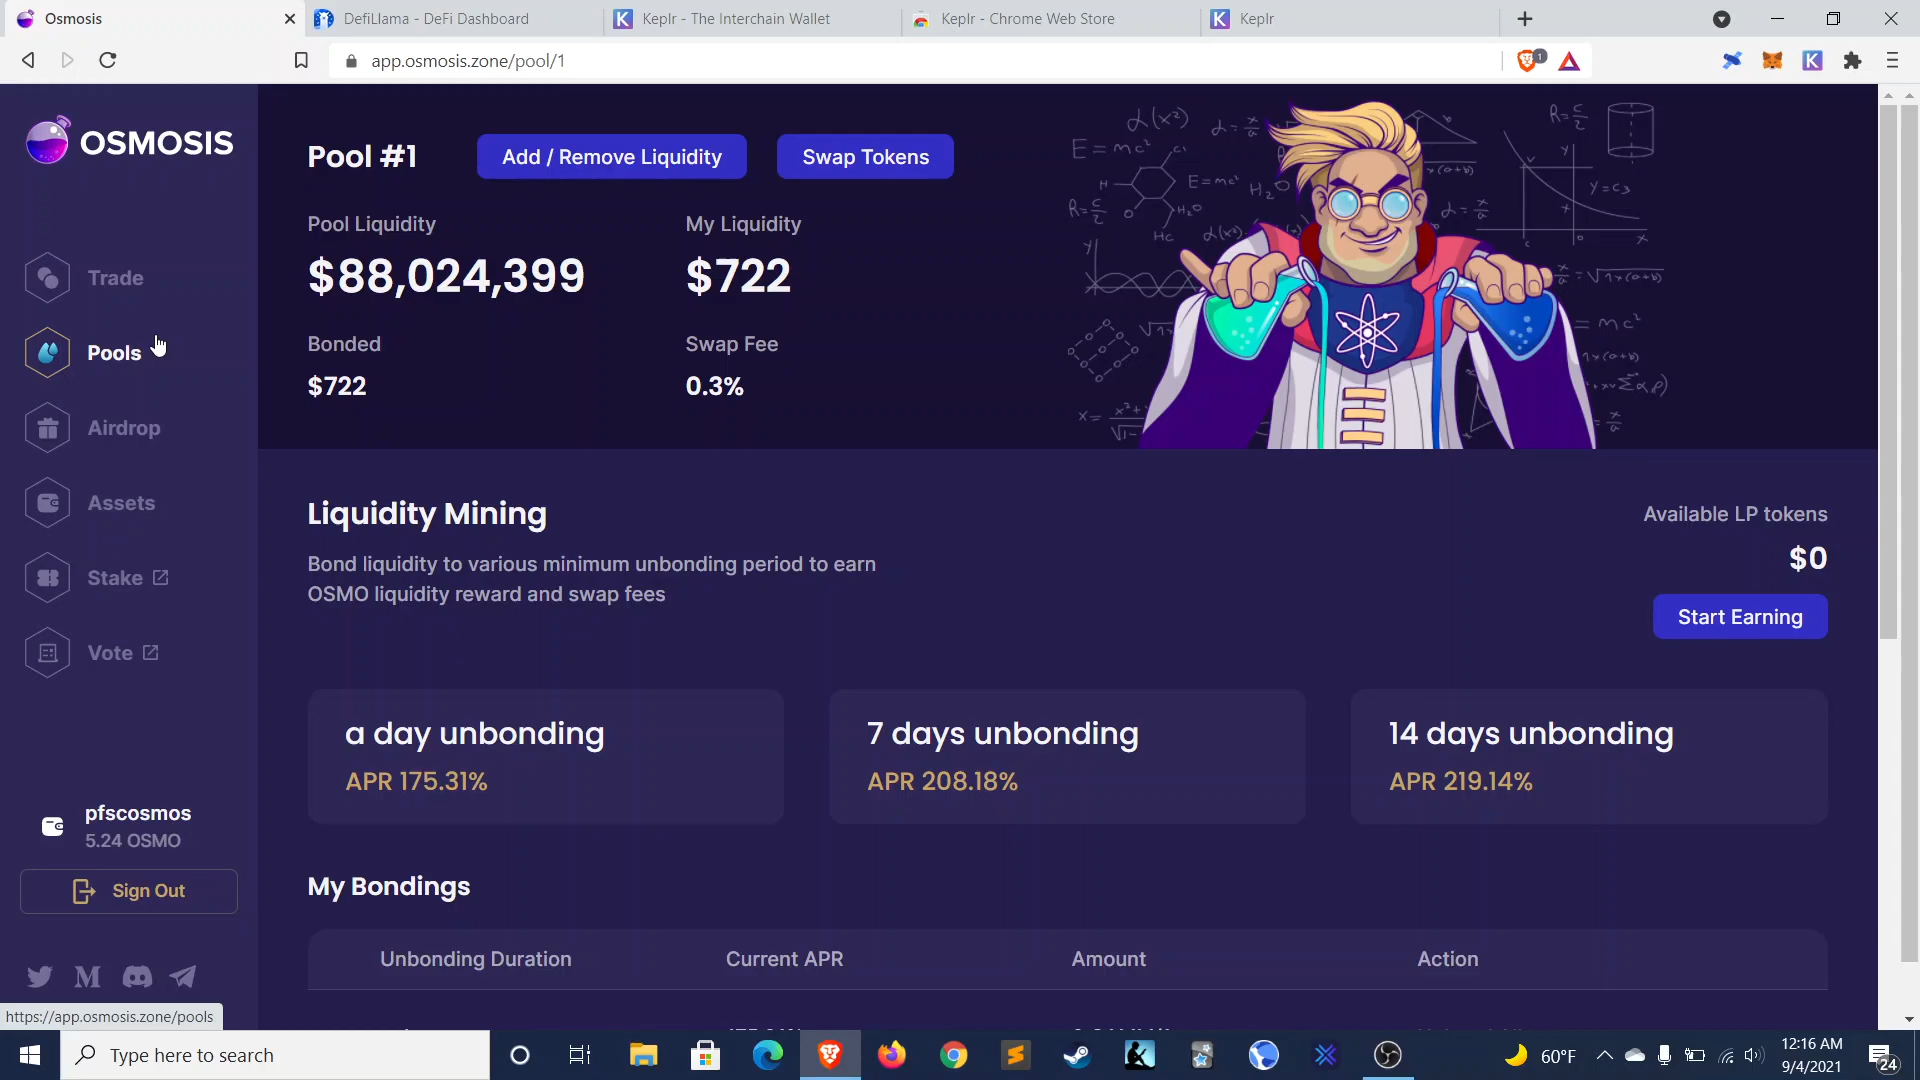 Osmosis
DefiLlama - DeFi Dashboard
Keplr - The Interchain Wallet
Keplr - Chrome Web Store
Keplr
app.osmosis.zone/pool/1
1
OSMOSIS
Trade
Pools
Airdrop
Assets
Stake
Vote
pfscosmos
5.24 OSMO
Sign Out
https://app.osmosis.zone/pools
Pool #1
Add / Remove Liquidity
Swap Tokens
Pool Liquidity
My Liquidity
$88,024,399
$722
Bonded
Swap Fee
$722
0.3%
Liquidity Mining
Bond liquidity to various minimum unbonding period to earn
OSMO liquidity reward and swap fees
Available LP tokens
$0
Start Earning
a day unbonding
APR 175.31%
7 days unbonding
APR 208.18%
14 days unbonding
APR 219.14%
My Bondings
Unbonding Duration
Current APR
Amount
Action
Type here to search
60°F
12:16 AM
9/4/2021
24